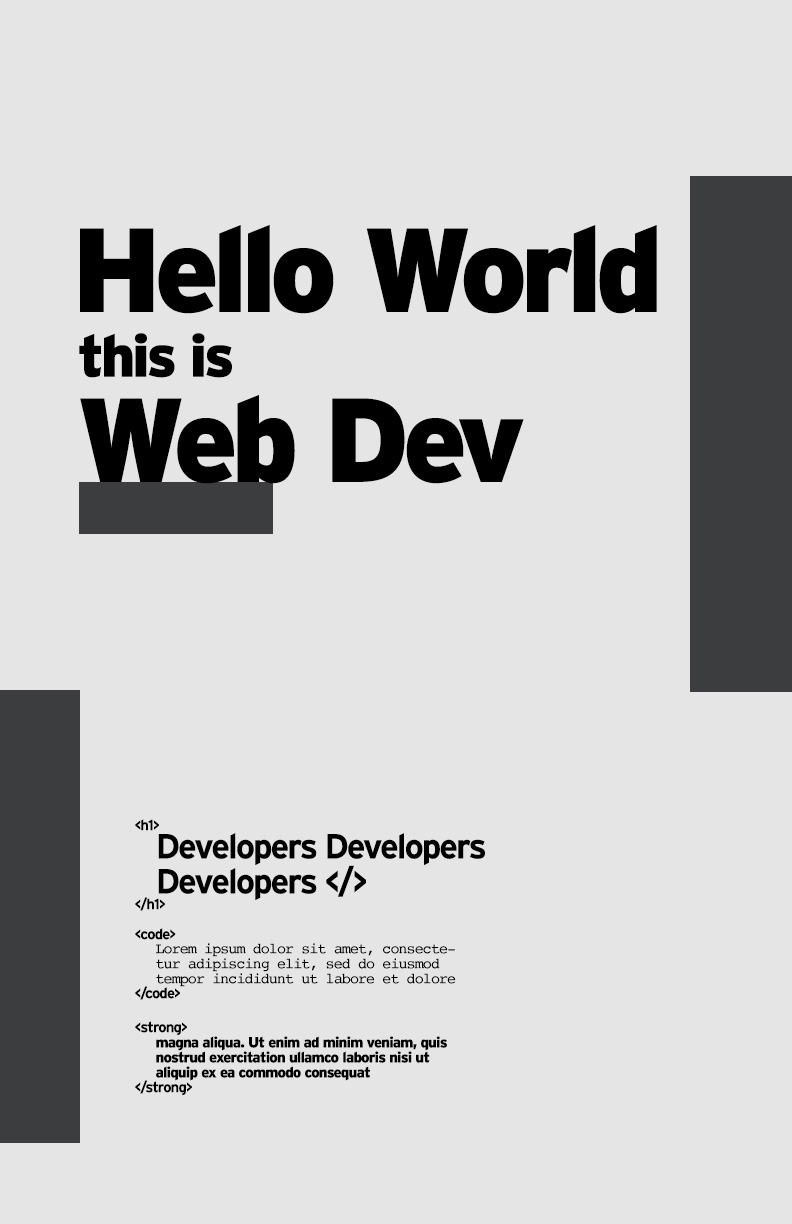 Hello World
this is
Web Dev
<h1>
Developers Developers
Developers </>
</h1>
<code>
Lorem ipsum dolor sit amet, consecte-
tur adipiscing elit, sed do eiusmod
tempor incididunt ut labore et dolore
</code>
<strong>
magna aliqua. Ut enim ad minim veniam, quis
nostrud exercitation ullamco laboris nisi ut
aliquip ex ea commodo consequat
</strong>